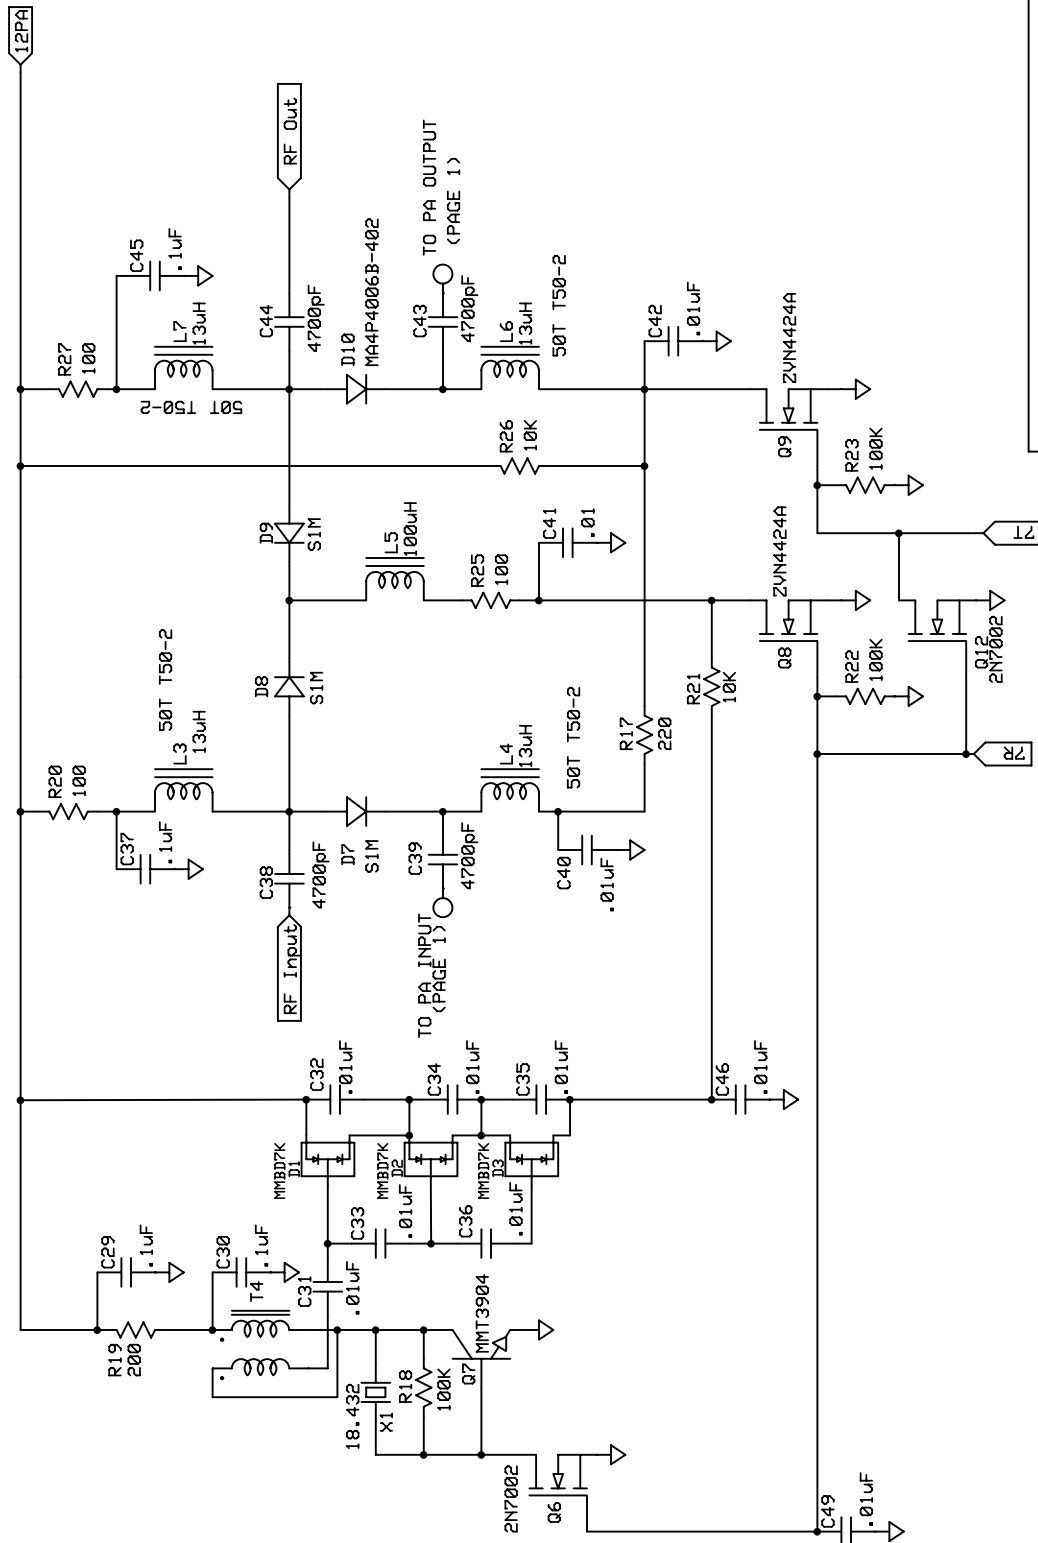 12PA
R27
100
C45
.1uF
L7
13uH
50T T50-2
C44
4700pF
RF Out
D10
MA4P4006B-402
C43
4700pF
TO PA OUTPUT
(PAGE 1)
L6
13uH
50T T50-2
C42
.01uF
R26
10K
D9
S1M
L5
100uH
R25
100
C41
.01
ZVN4424A
Q9
R23
100K
?T
ZVN4424A
Q8
R22
100K
Q12
2N7002
?R
R20
100
C37
.1uF
L3
13uH
50T T50-2
D8
S1M
C38
4700pF
RF Input
D7
S1M
C39
4700pF
TO PA INPUT
(PAGE 1)
L4
13uH
50T T50-2
C40
.01uF
R17
220
R21
10K
C32
.01uF
C34
.01uF
C35
.01uF
C46
.01uF
MMBD7K
D1
MMBD7K
D2
MMBD7K
D3
C33
.01uF
C36
.01uF
C29
.1uF
R19
200
C30
.1uF
T4
C31
.01uF
18.432
X1
R18
100K
Q7
MMT3904
2N7002
Q6
C49
.01uF